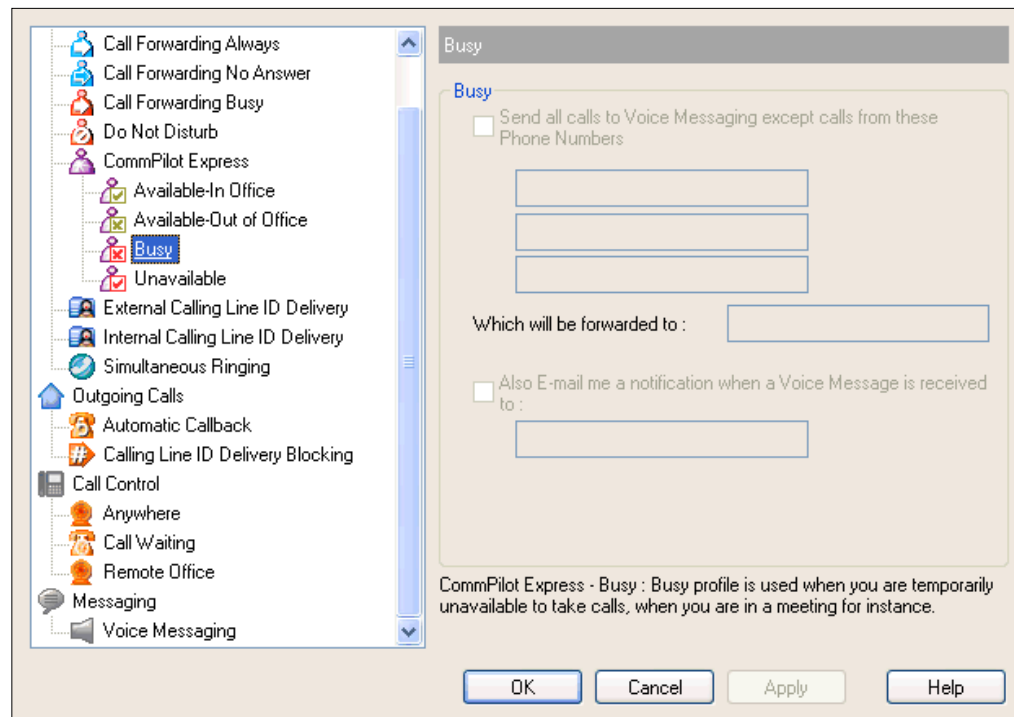 Call Forwarding Always
Call Forwarding No Answer
Call Forwarding Busy
Do Not Disturb
CommPilot Express
Available-In Office
Available-Out of Office
Busy
Unavailable
External Calling Line ID Delivery
Internal Calling Line ID Delivery
Simultaneous Ringing
Outgoing Calls
Automatic Callback
Calling Line ID Delivery Blocking
Call Control
Anywhere
Call Waiting
Remote Office
Messaging
Voice Messaging
Busy
Busy
Send all calls to Voice Messaging except calls from these
Phone Numbers
Which will be forwarded to :
Also E-mail me a notification when a Voice Message is received
to :
CommPilot Express - Busy : Busy profile is used when you are temporarily
unavailable to take calls, when you are in a meeting for instance.
OK
Cancel
Apply
Help